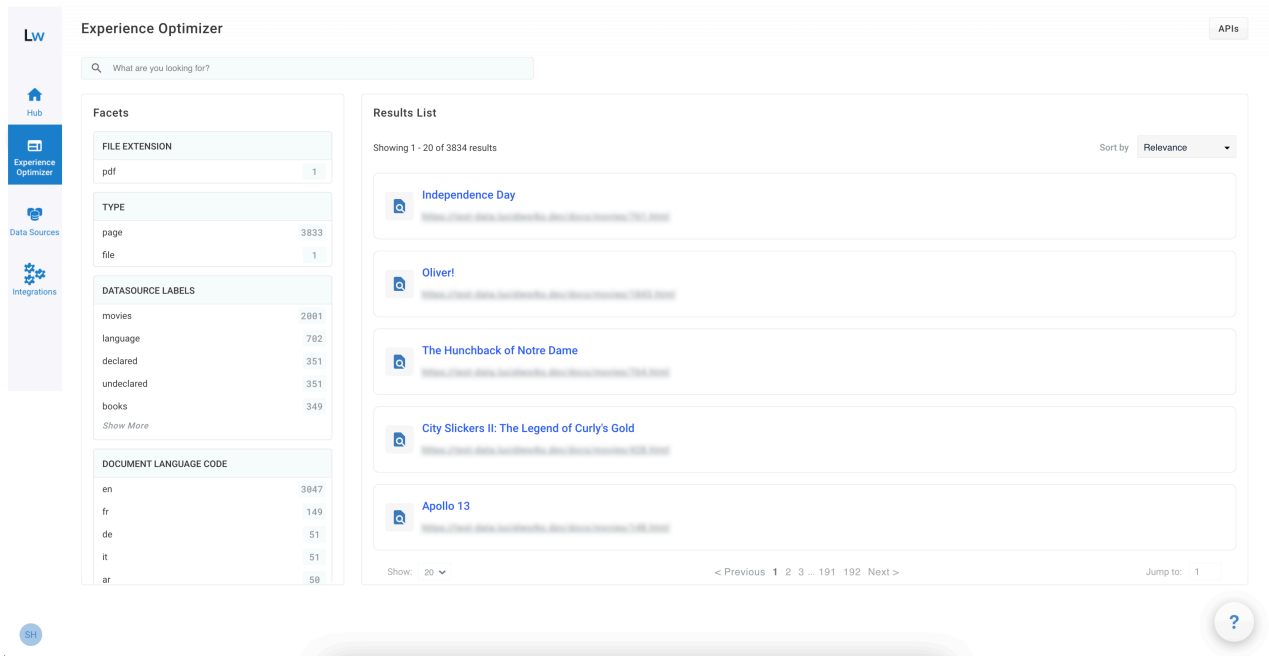 Lw
Experience Optimizer
APIs
What are you looking for?
Hub
Experience
Optimizer
Data Sources
Integrations
Facets
FILE EXTENSION
pdf 1
TYPE
page 3833
file 1
DATASOURCE LABELS
movies 2001
language 702
declared 351
undeclared 351
books 349
Show More
DOCUMENT LANGUAGE CODE
en 3047
fr 149
de 51
it 51
ar 50
Results List
Showing 1 - 20 of 3834 results
Sort by Relevance
Independence Day
Oliver!
The Hunchback of Notre Dame
City Slickers II: The Legend of Curly's Gold
Apollo 13
Show: 20
< Previous 1 2 3 ... 191 192 Next >
Jump to: 1
SH
?